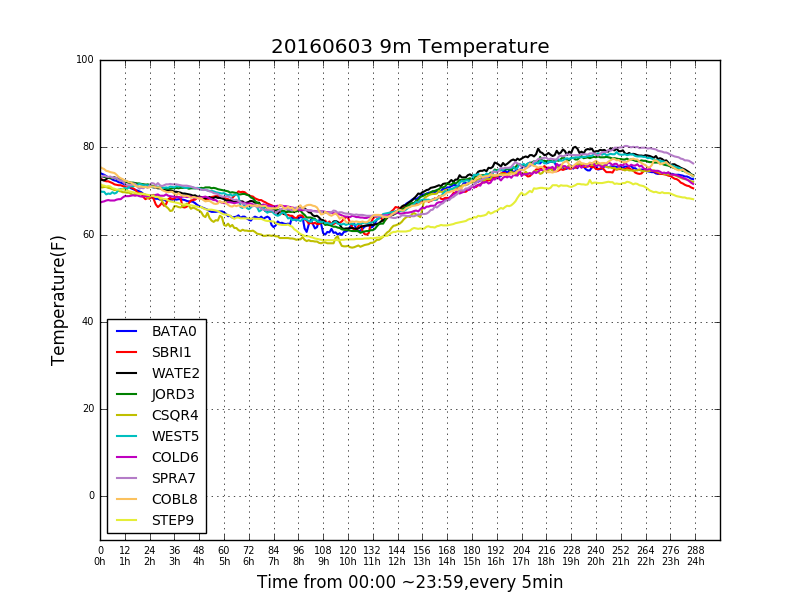 20160603 9m Temperature
Temperature(F)
100
80
60
40
20
0
BATA0
SBRI1
WATE2
JORD3
CSQR4
WEST5
COLD6
SPRA7
COBL8
STEP9
0 12 24 36 48 60 72 84 96 108 120 132 144 156 168 180 192 204 216 228 240 252 264 276 288
0h 1h 2h 3h 4h 5h 6h 7h 8h 9h 10h 11h 12h 13h 14h 15h 16h 17h 18h 19h 20h 21h 22h 23h 24h
Time from 00:00 ~23:59,every 5min